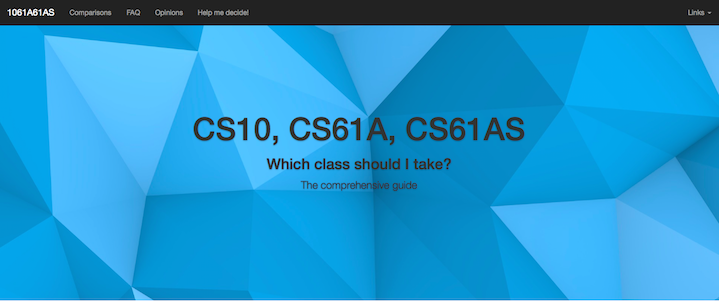 1061A61AS Comparisons FAQ Opinions Help me decide! Links
CS10, CS61A, CS61AS
Which class should I take?
The comprehensive guide